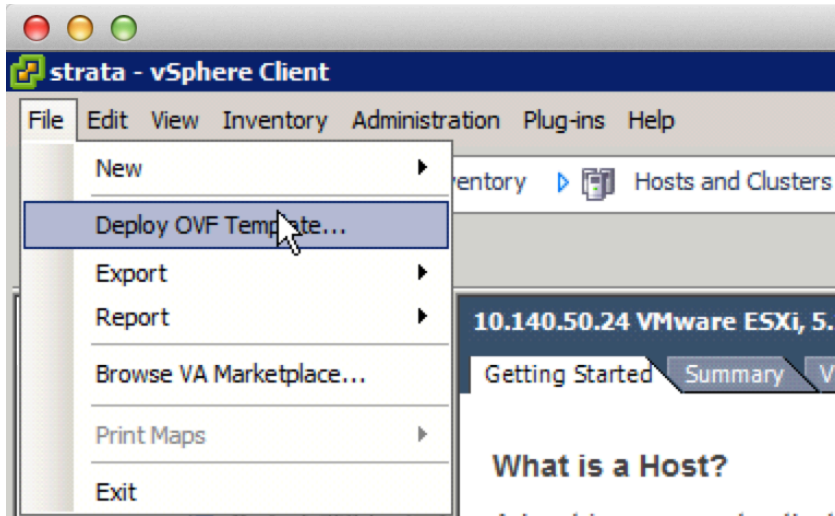 strata - vSphere Client
File Edit View Inventory Administration Plug-ins Help
New
Hosts and Clusters
Deploy OVF Template...
Export
Report
10.140.50.24 VMware ESXi, 5.
Browse VA Marketplace...
Getting Started Summary V
Print Maps
What is a Host?
Exit